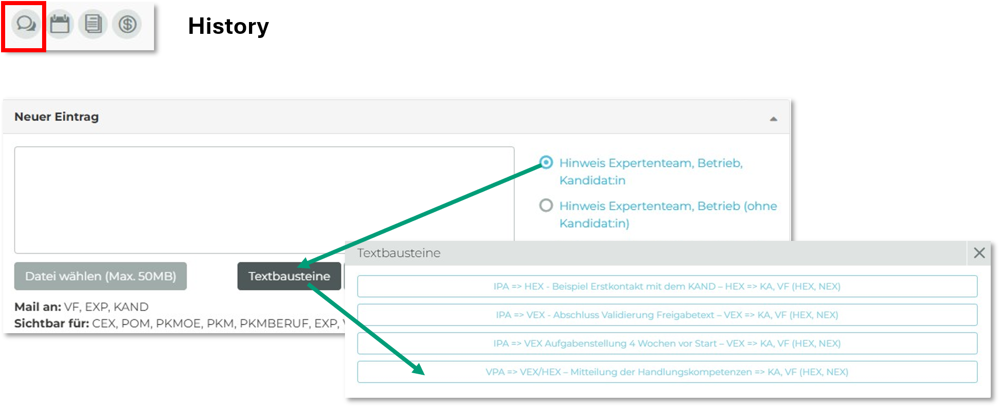 History
Neuer Eintrag
Hinweis Expertenteam, Betrieb,
Kandidat:in
Hinweis Expertenteam, Betrieb (ohne
Kandidat:in)
Datei wählen (Max. 50MB)
Textbausteine
Mail an: VF, EXP, KAND
Sichtbar für: CEX, POM, PKMOE, PKM, PKMBERUF, EXP,
Textbausteine
IPA => HEX - Beispiel Erstkontakt mit dem KAND – HEX => KA, VF (HEX, NEX)
IPA => VEX - Abschluss Validierung Freigabetext – VEX => KA, VF (HEX, NEX)
IPA => VEX Aufgabenstellung 4 Wochen vor Start – VEX => KA, VF (HEX, NEX)
VPA => VEX/HEX – Mitteilung der Handlungskompetenzen => KA, VF (HEX, NEX)